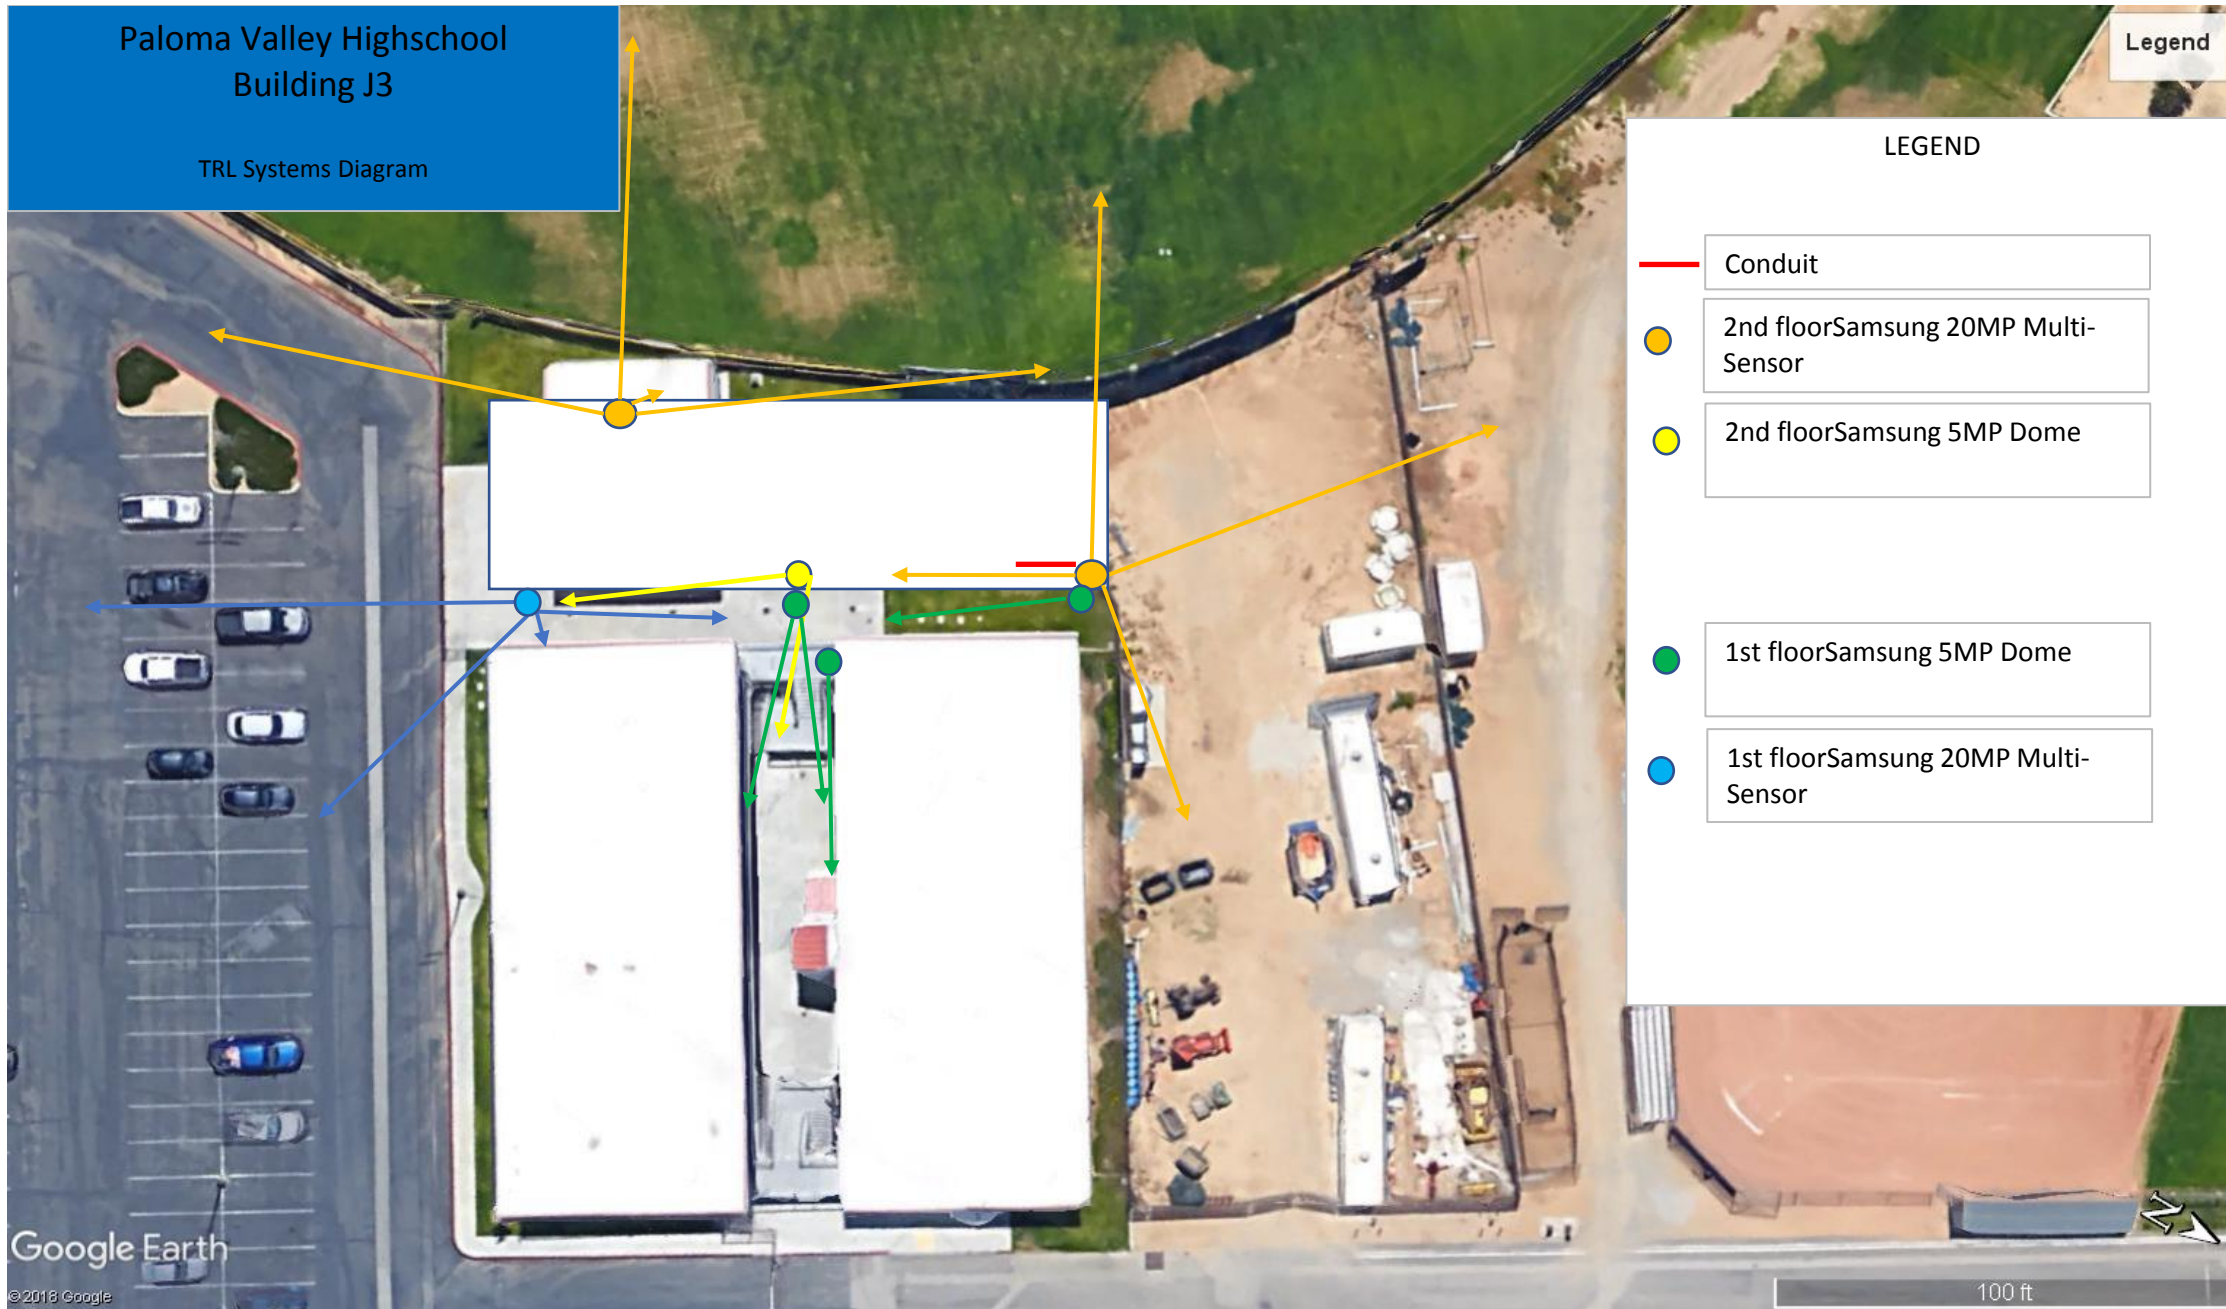 Paloma Valley Highschool
Building J3
TRL Systems Diagram
Legend
LEGEND
Conduit
2nd floorSamsung 20MP Multi-
Sensor
2nd floorSamsung 5MP Dome
1st floorSamsung 5MP Dome
1st floorSamsung 20MP Multi-
Sensor
N
Google Earth
© 2018 Google
100 ft